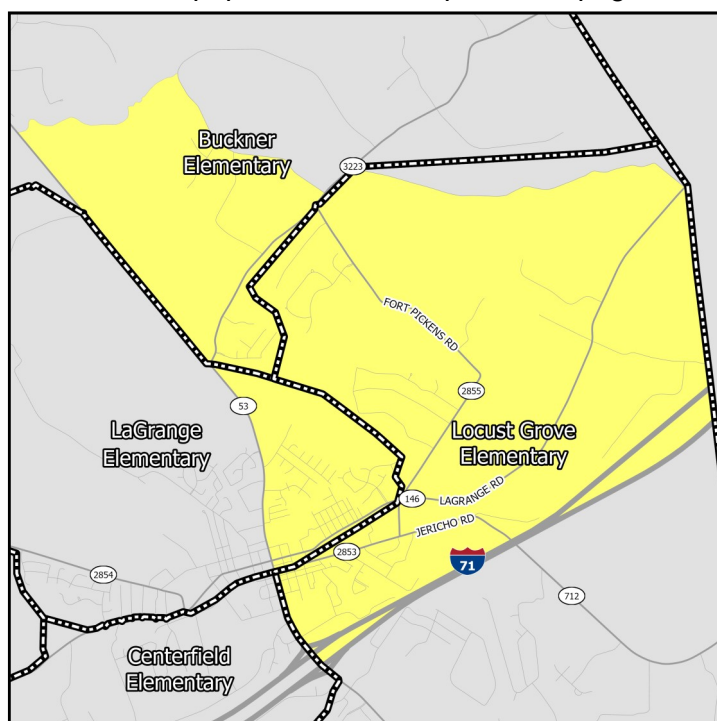 Buckner
Elementary
3223
FORT PICKENS RD
2855
53
LaGrange
Elementary
Locust Grove
Elementary
146
LAGRANGE RD
JERICHO RD
2853
71
2854
712
Centerfield
Elementary